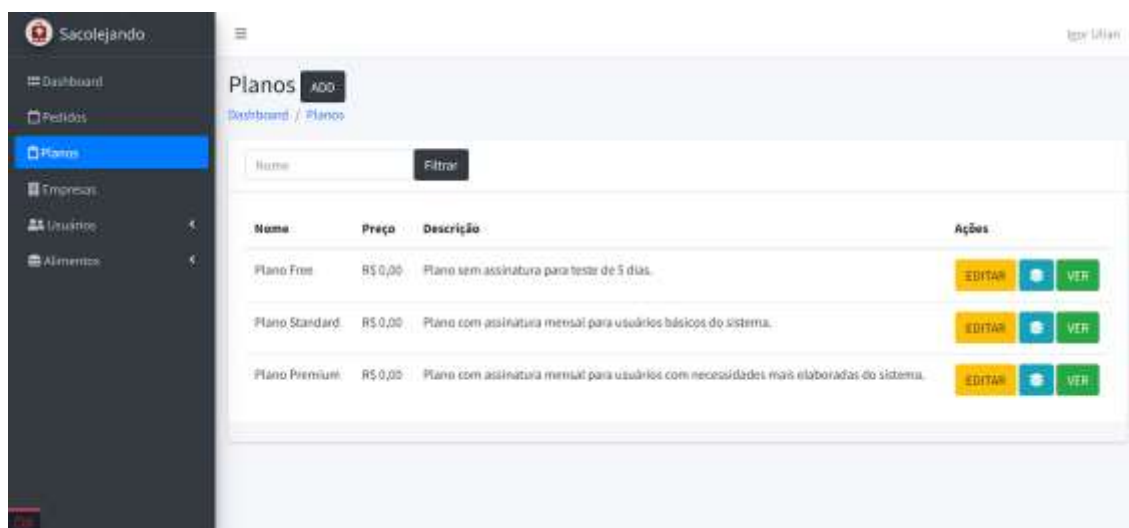 Sacolejando
Dashboard
Pedidos
Planos
Empresas
Usuários
Alimentos
Igor
Planos ADD
Dashboard / Planos
Nome Filtrar
Nome Preço Descrição Ações
Plano Free R$ 0,00 Plano sem assinatura para teste de 5 dias. EDITAR VER
Plano Standard R$ 0,00 Plano com assinatura mensal para usuários básicos do sistema. EDITAR VER
Plano Premium R$ 0,00 Plano com assinatura mensal para usuários com necessidades mais elaboradas do sistema. EDITAR VER